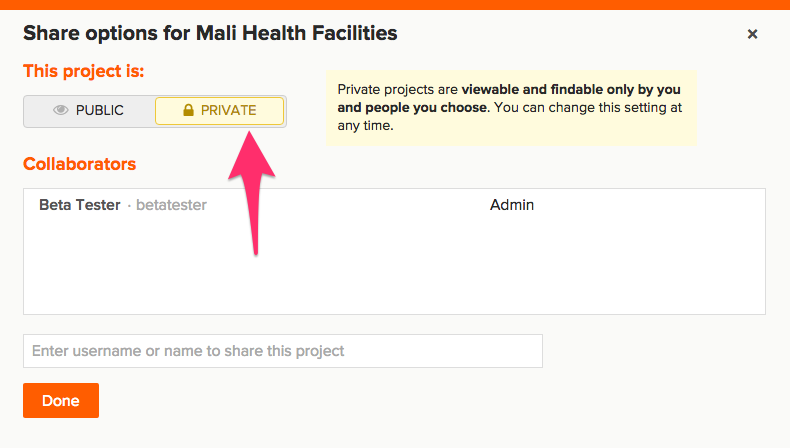 Share options for Mali Health Facilities
×
This project is:
PUBLIC
PRIVATE
Private projects are viewable and findable only by you
and people you choose. You can change this setting at
any time.
Collaborators
Beta Tester · betatester
Admin
Enter username or name to share this project
Done